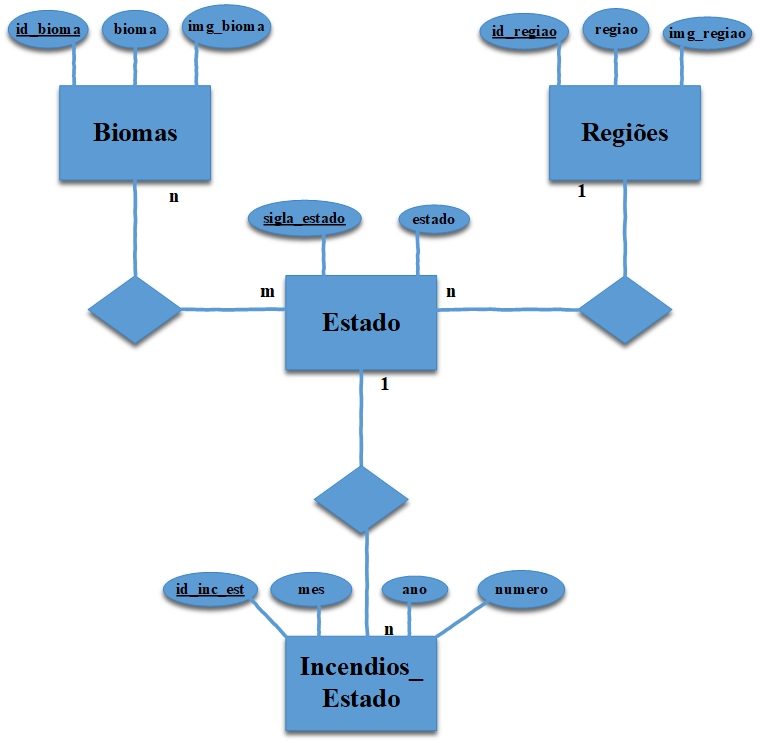 id_bioma
bioma
img_bioma
id_regiao
regiao
img_regiao
Biomas
Regiões
n
1
sigla_estado
estado
m
n
Estado
1
id_inc_est
mes
ano
numero
n
Incendios_
Estado